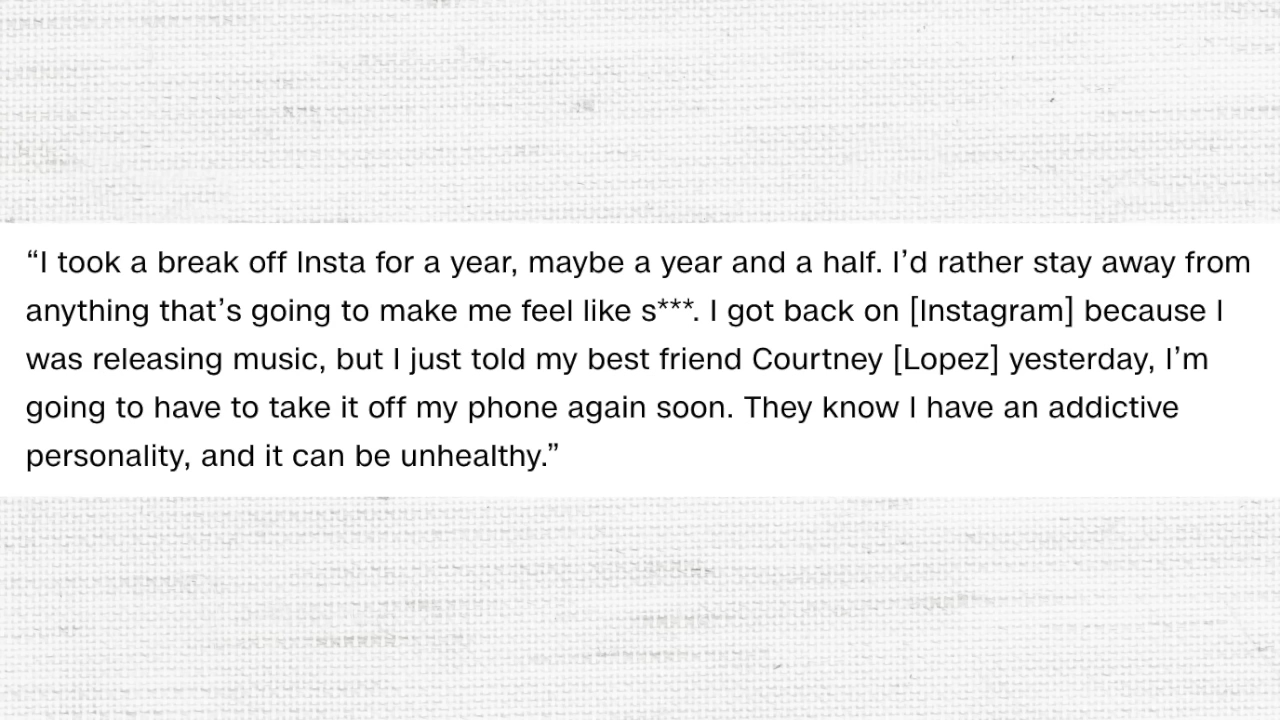 “I took a break off Insta for a year, maybe a year and a half. I’d rather stay away from
anything that’s going to make me feel like s***. I got back on [Instagram] because I
was releasing music, but I just told my best friend Courtney [Lopez] yesterday, I’m
going to have to take it off my phone again soon. They know I have an addictive
personality, and it can be unhealthy.”